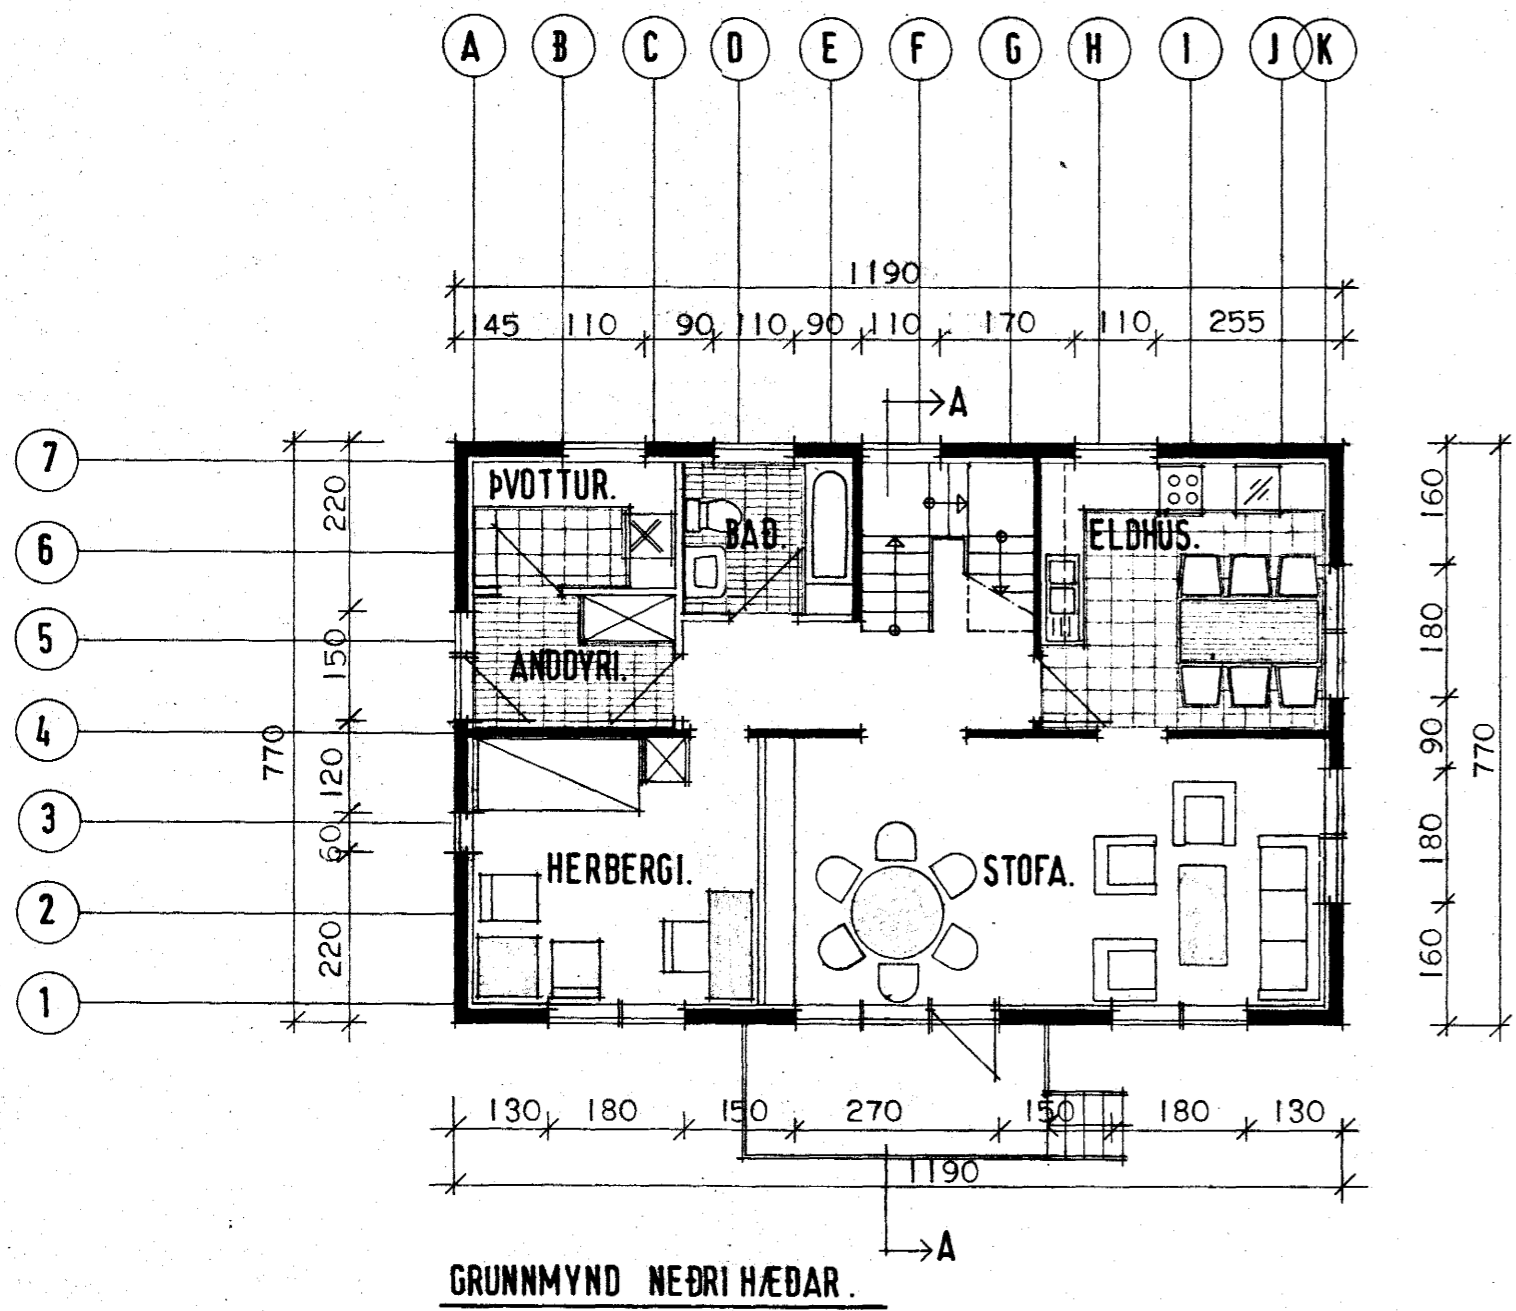 A B C D E F G H I J K
1190
145 110 90 110 90 110 170 110 255
A
7
6
5
4
3
2
1
220
150
120
60
220
770
160
180
90
180
160
770
ÞVOTTUR.
BAÐ.
ELDHÚS.
ANDDYRI.
HERBERGI.
STOFA.
130 180 150 270 150 180 130
1190
A
GRUNNMYND NEÐRI HÆÐAR.